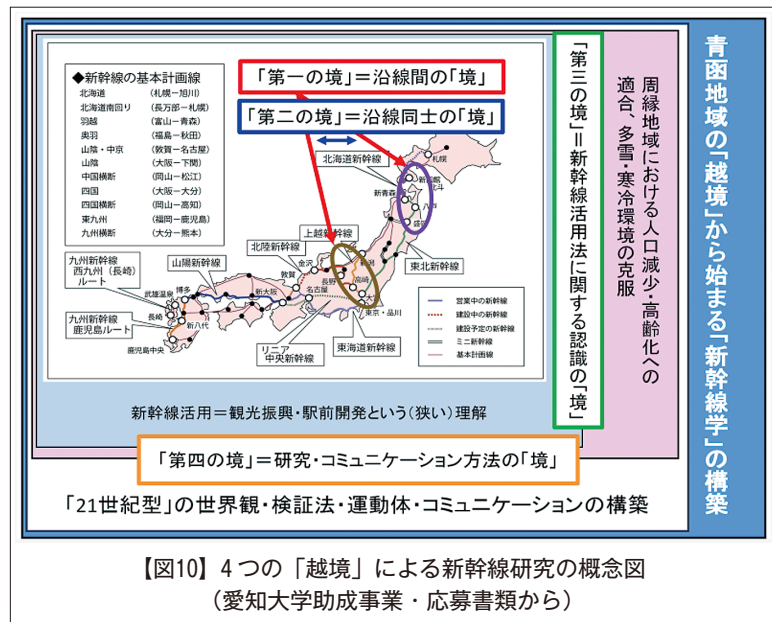 青函地域の「越境」から始まる「新幹線学」の構築
周縁地域における人口減少・高齢化への
適合、多雪・寒冷環境の克服
「第三の境」＝新幹線活用法に関する認識の「境」
「第一の境」＝沿線間の「境」
「第二の境」＝沿線同士の「境」
◆新幹線の基本計画線
北海道 (札幌－旭川)
北海道南回り (長万部－札幌)
羽越 (富山－青森)
奥羽 (福島－秋田)
山陰・中京 (敦賀－名古屋)
山陰 (大阪－下関)
中国横断 (岡山－松江)
四国 (大阪－大分)
四国横断 (岡山－高知)
東九州 (福岡－鹿児島)
九州横断 (大分－熊本)
北海道新幹線
札幌
新函館
北斗
新青森
八戸
盛岡
上越新幹線
新潟
北陸新幹線
金沢
長野
高崎
敦賀
東北新幹線
九州新幹線
西九州（長崎）
ルート
山陽新幹線
新大阪
名古屋
東京・品川
武雄温泉
博多
長崎
九州新幹線
鹿児島ルート
新八代
鹿児島中央
リニア
中央新幹線
東海道新幹線
営業中の新幹線
建設中の新幹線
建設予定の新幹線
ミニ新幹線
基本計画線
新幹線活用＝観光振興・駅前開発という（狭い）理解
「第四の境」＝研究・コミュニケーション方法の「境」
「21世紀型」の世界観・検証法・運動体・コミュニケーションの構築
【図10】４つの「越境」による新幹線研究の概念図
（愛知大学助成事業・応募書類から）